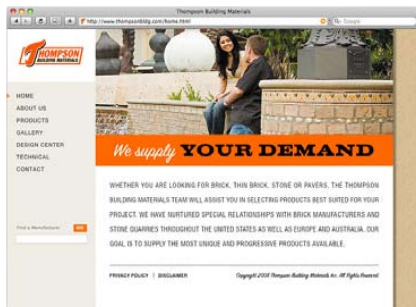 Thompson Building Materials
http://www.thompsonbldg.com/home.html
Google
THOMPSON
BUILDING MATERIALS
HOME
ABOUT US
PRODUCTS
GALLERY
DESIGN CENTER
TECHNICAL
CONTACT
Find a Manufacturer
We supply YOUR DEMAND
WHETHER YOU ARE LOOKING FOR BRICK, THIN BRICK, STONE OR PAVERS, THE THOMPSON
BUILDING MATERIALS TEAM WILL ASSIST YOU IN SELECTING PRODUCTS BEST SUITED FOR YOUR
PROJECT. WE HAVE NURTURED SPECIAL RELATIONSHIPS WITH BRICK MANUFACTURERS AND
STONE QUARRIES THROUGHOUT THE UNITED STATES AS WELL AS EUROPE AND AUSTRALIA. OUR
GOAL IS TO SUPPLY THE MOST UNIQUE AND PROGRESSIVE PRODUCTS AVAILABLE.
PRIVACY POLICY | DISCLAIMER
Copyright 2008 Thompson Building Materials Inc. All Rights Reserved